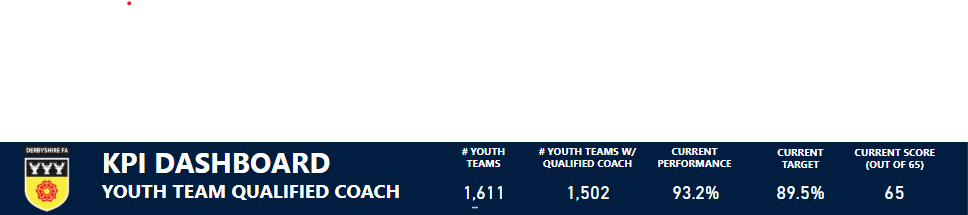 DERBYSHIRE FA
KPI DASHBOARD
YOUTH TEAM QUALIFIED COACH
# YOUTH
TEAMS
1,611
# YOUTH TEAMS W/
QUALIFIED COACH
1,502
CURRENT
PERFORMANCE
93.2%
CURRENT
TARGET
89.5%
CURRENT SCORE
(OUT OF 65)
65